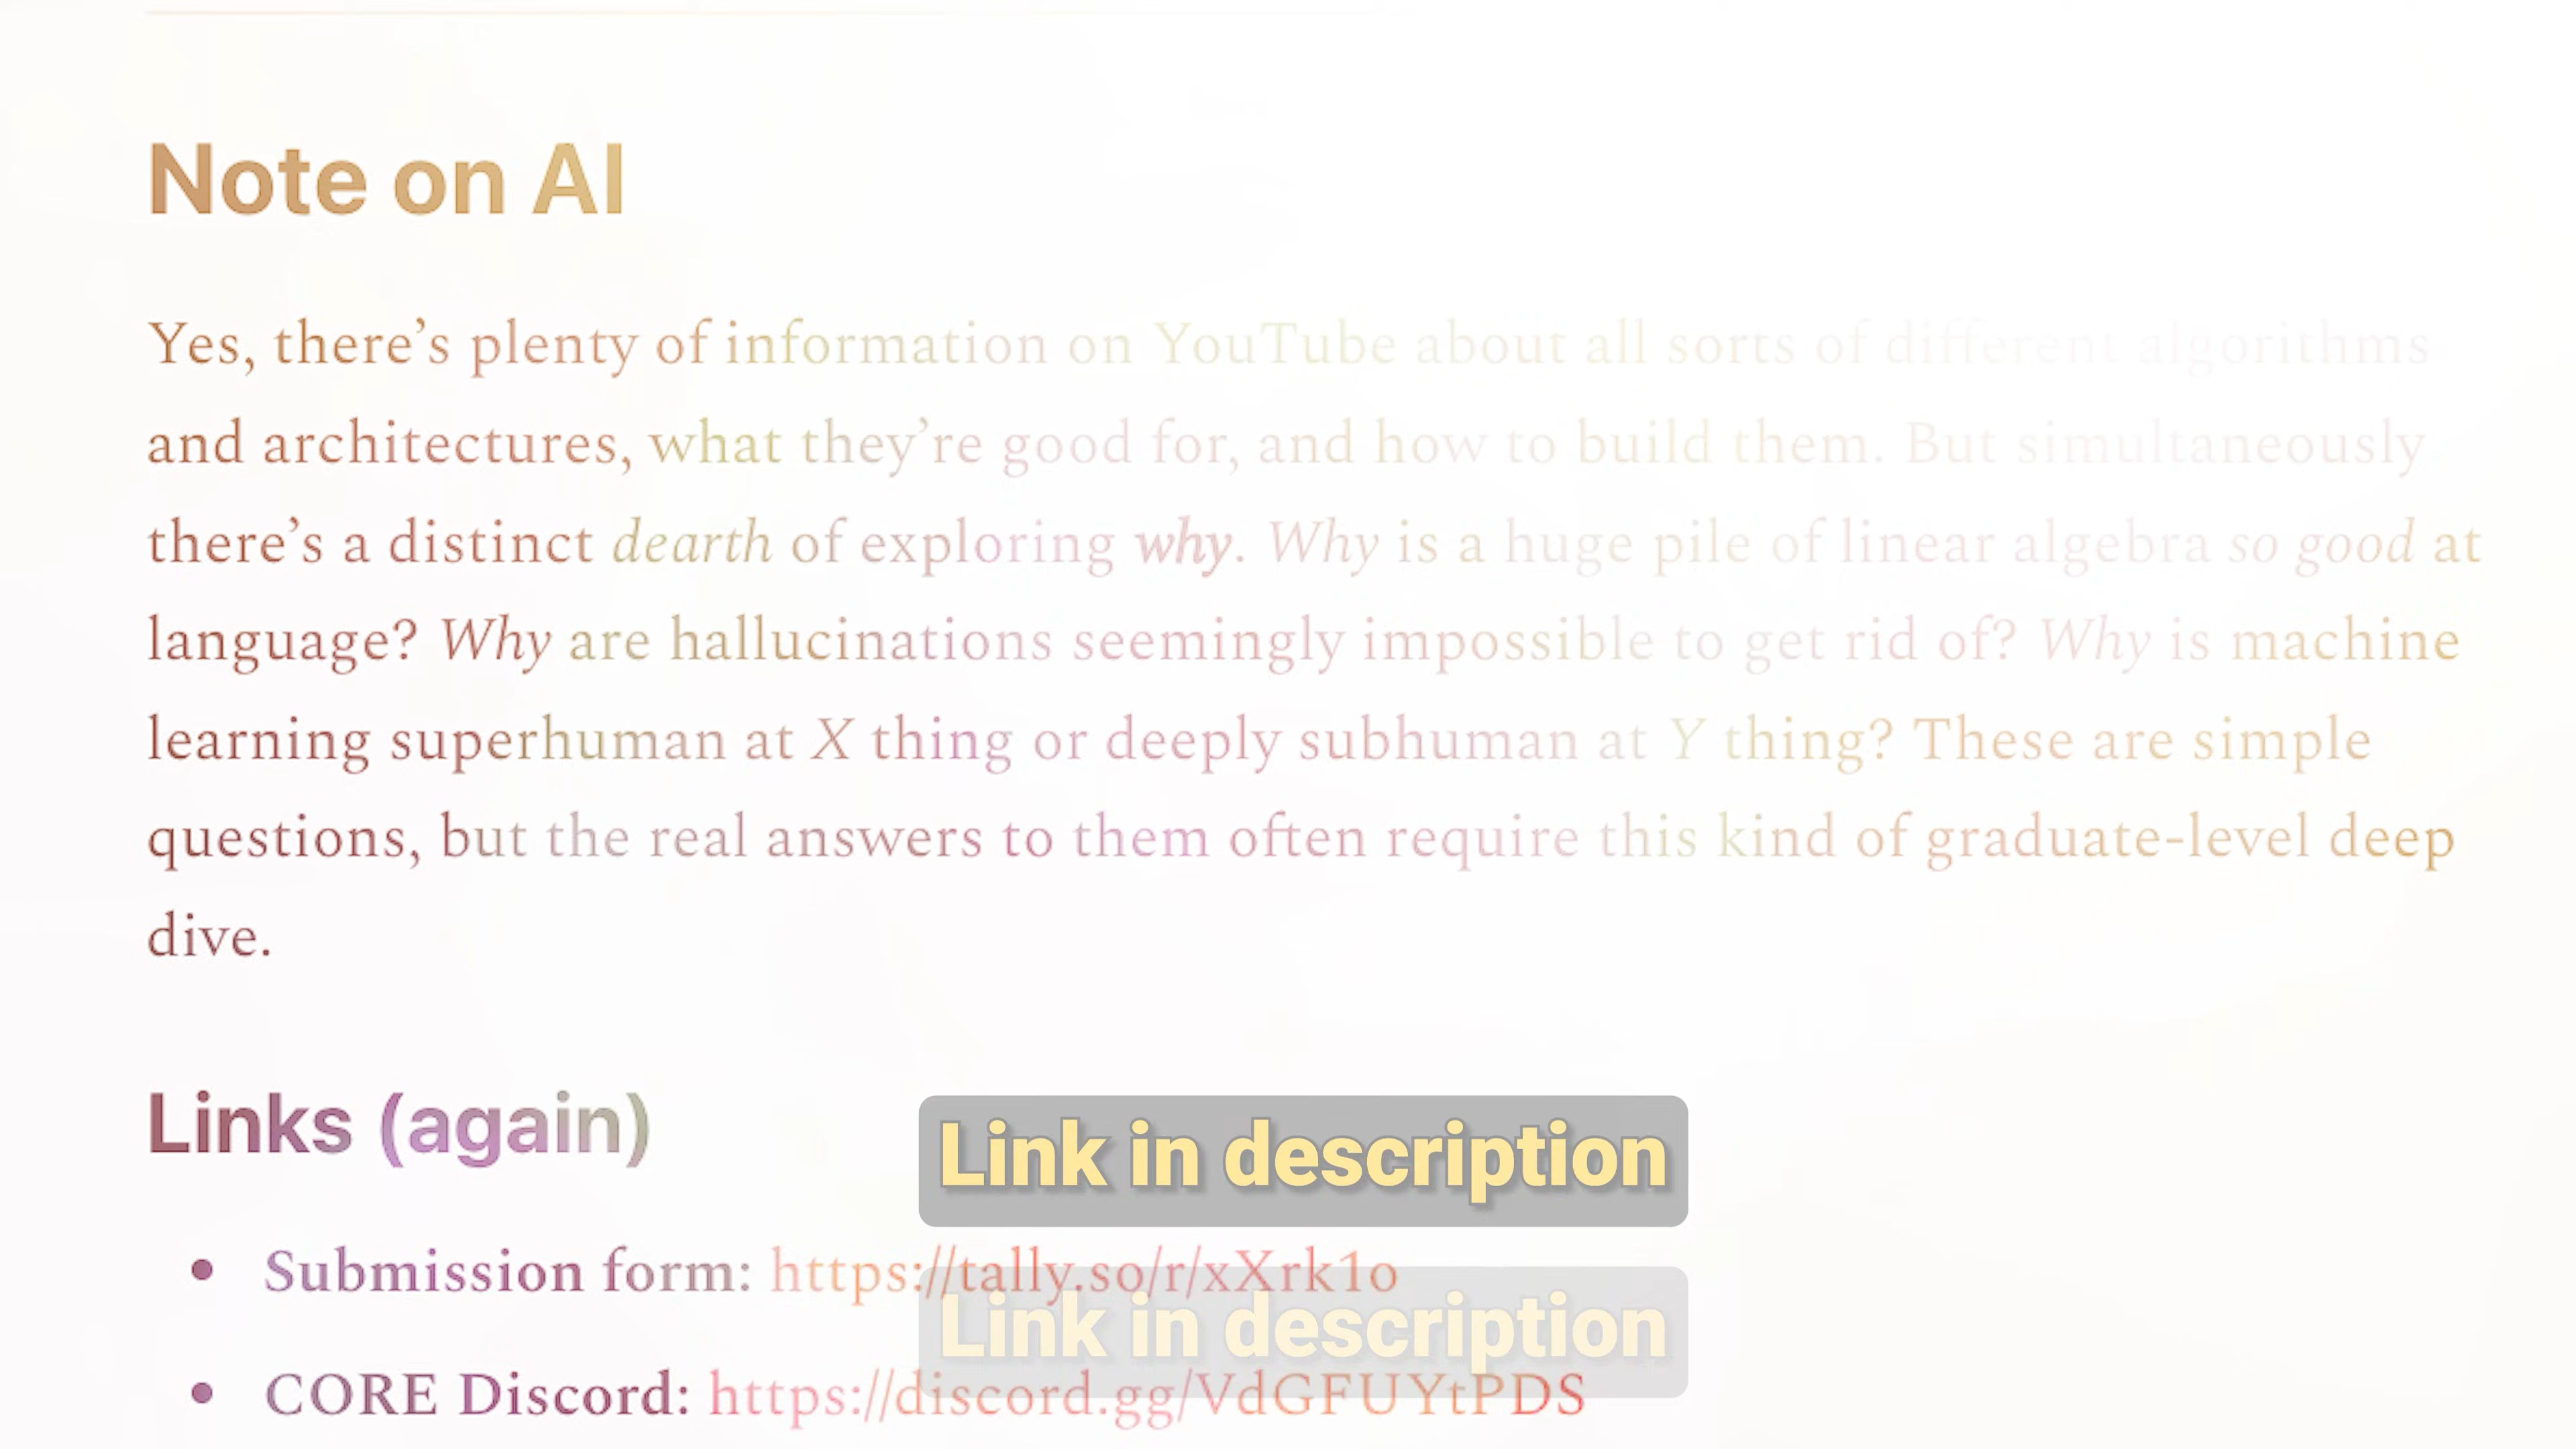 Note on AI
Yes, there’s plenty of information on YouTube about all sorts of different algorithms
and architectures, what they’re good for, and how to build them. But simultaneously
there’s a distinct dearth of exploring why. Why is a huge pile of linear algebra so good at
language? Why are hallucinations seemingly impossible to get rid of? Why is machine
learning superhuman at X thing or deeply subhuman at Y thing? These are simple
questions, but the real answers to them often require this kind of graduate-level deep
dive.
Links (again)
Link in description
Submission form: https://tally.so/r/xXrk1o
Link in description
CORE Discord: https://discord.gg/VdGFUYtPDS